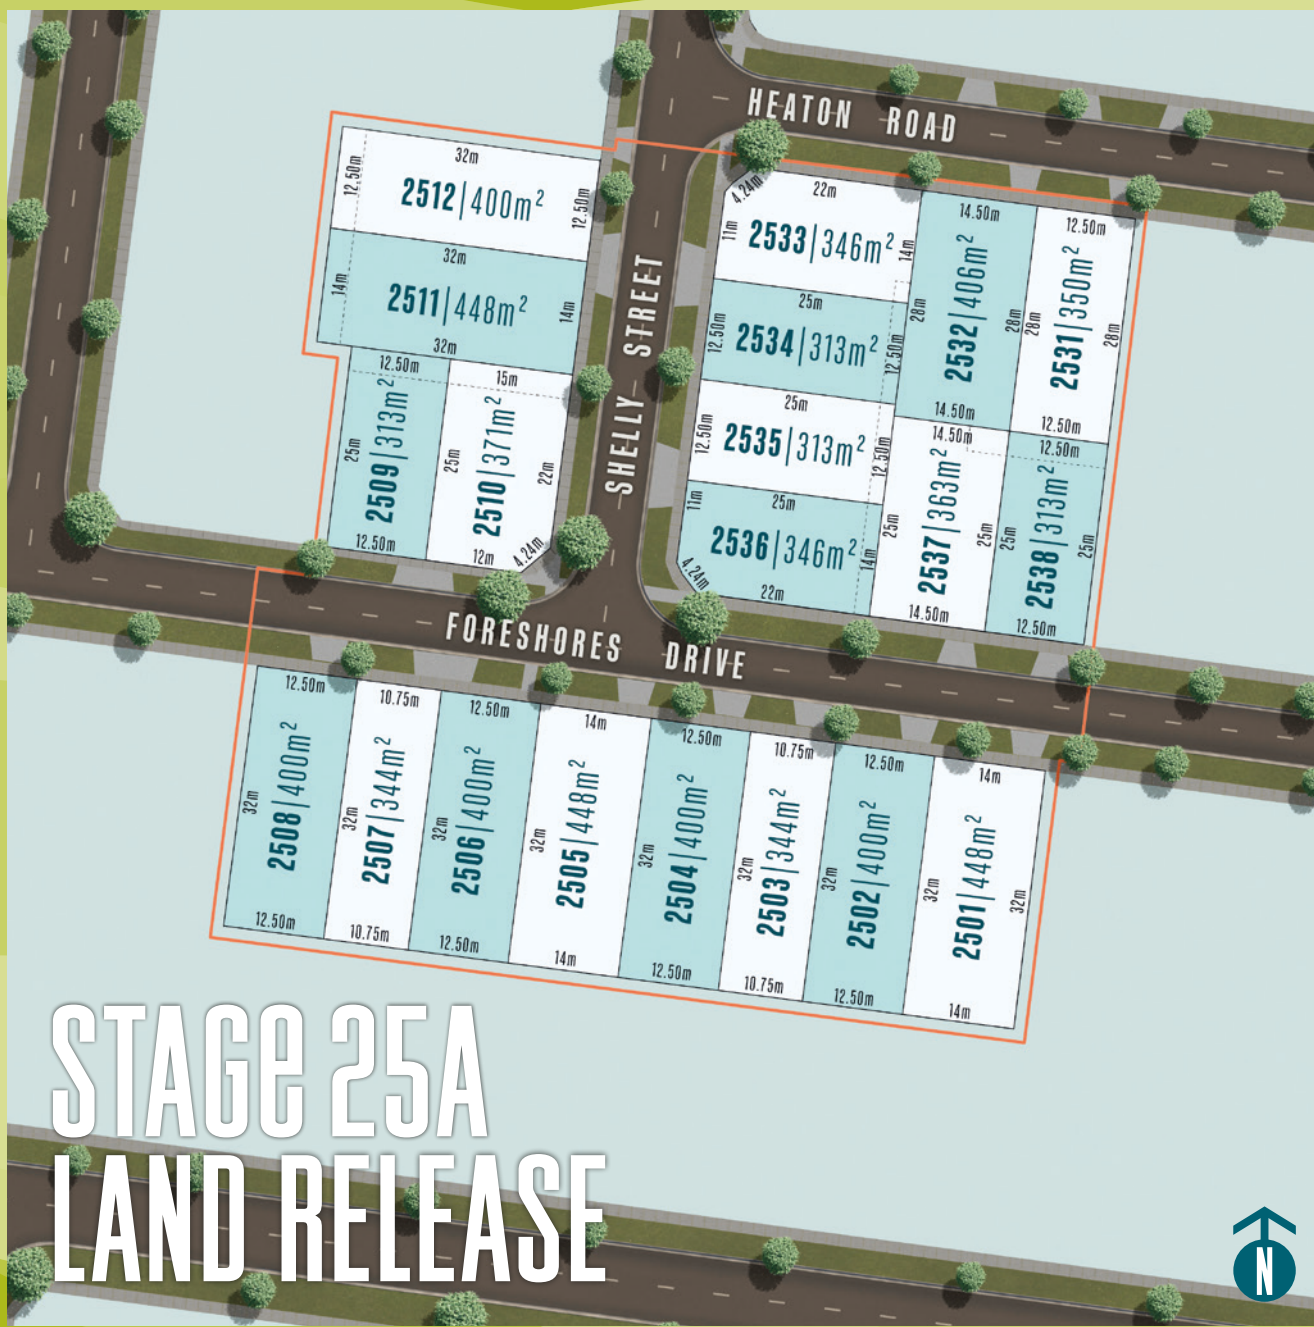 HEATON ROAD
SHELLY STREET
FORESHORES DRIVE
32m
12.50m
2512|400m²
12.50m
32m
14m
2511|448m²
14m
32m
12.50m
25m
2509|313m²
12.50m
15m
25m
2510|371m²
22m
12m
4.24m
4.24m
22m
11m
2533|346m²
14m
25m
12.50m
2534|313m²
12.50m
25m
12.50m
2535|313m²
12.50m
25m
11m
2536|346m²
14m
4.24m
22m
14.50m
28m
2532|406m²
28m
14.50m
12.50m
28m
2531|350m²
28m
12.50m
14.50m
25m
2537|363m²
25m
14.50m
12.50m
25m
2538|313m²
25m
12.50m
12.50m
32m
2508|400m²
12.50m
10.75m
32m
2507|344m²
10.75m
12.50m
32m
2506|400m²
12.50m
14m
32m
2505|448m²
14m
12.50m
32m
2504|400m²
12.50m
10.75m
32m
2503|344m²
10.75m
12.50m
32m
2502|400m²
12.50m
14m
32m
2501|448m²
32m
14m
STAGE 25A
LAND RELEASE
N